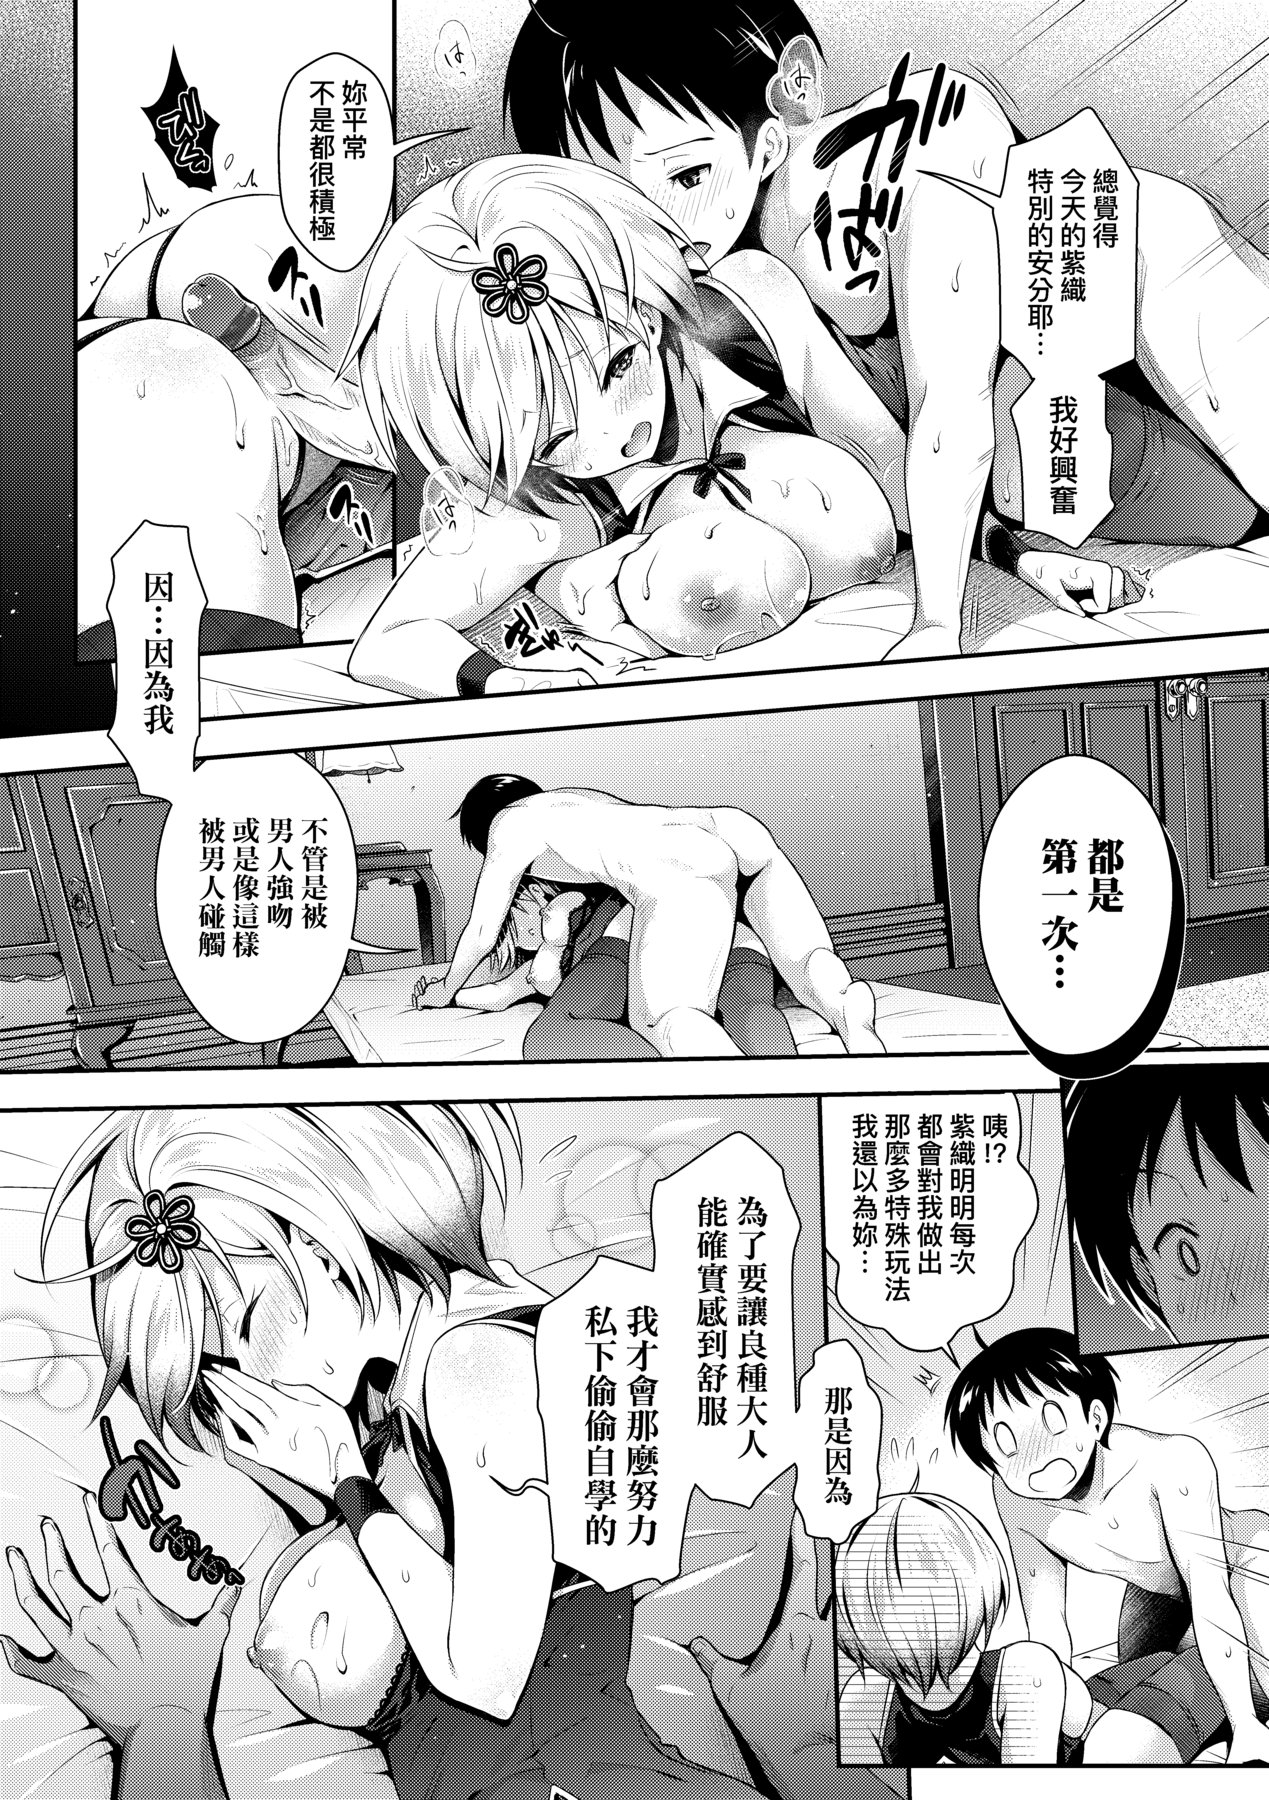 總覺得
今天的紫織
特別的安分耶…
我好興奮
妳平常
不是都很積極
因…因為我
不管是被
男人強吻
或是像這樣
被男人碰觸
都是
第一次…
咦!?
紫織明明每次
都會對我做出
那麼多特殊玩法
我還以為妳…
那是因為
為了要讓良種大人
能確實感到舒服
我才會那麼努力
私下偷偷自學的